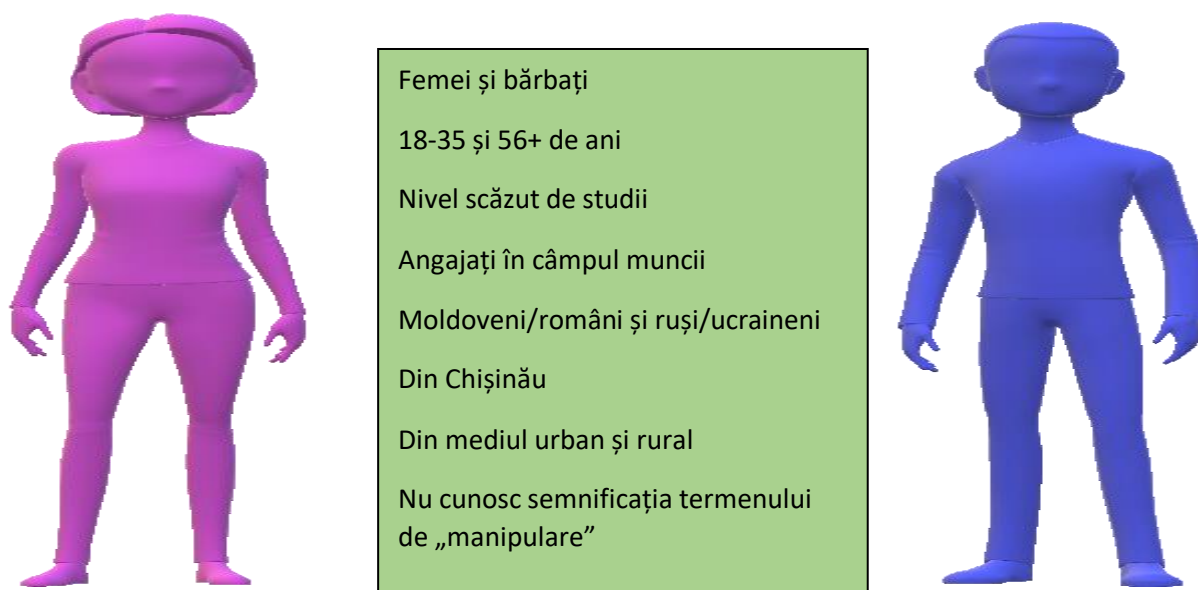 Femei și bărbați
18-35 și 56+ de ani
Nivel scăzut de studii
Angajați în câmpul muncii
Moldoveni/români și ruși/ucraineni
Din Chișinău
Din mediul urban și rural
Nu cunosc semnificația termenului
de „manipulare”